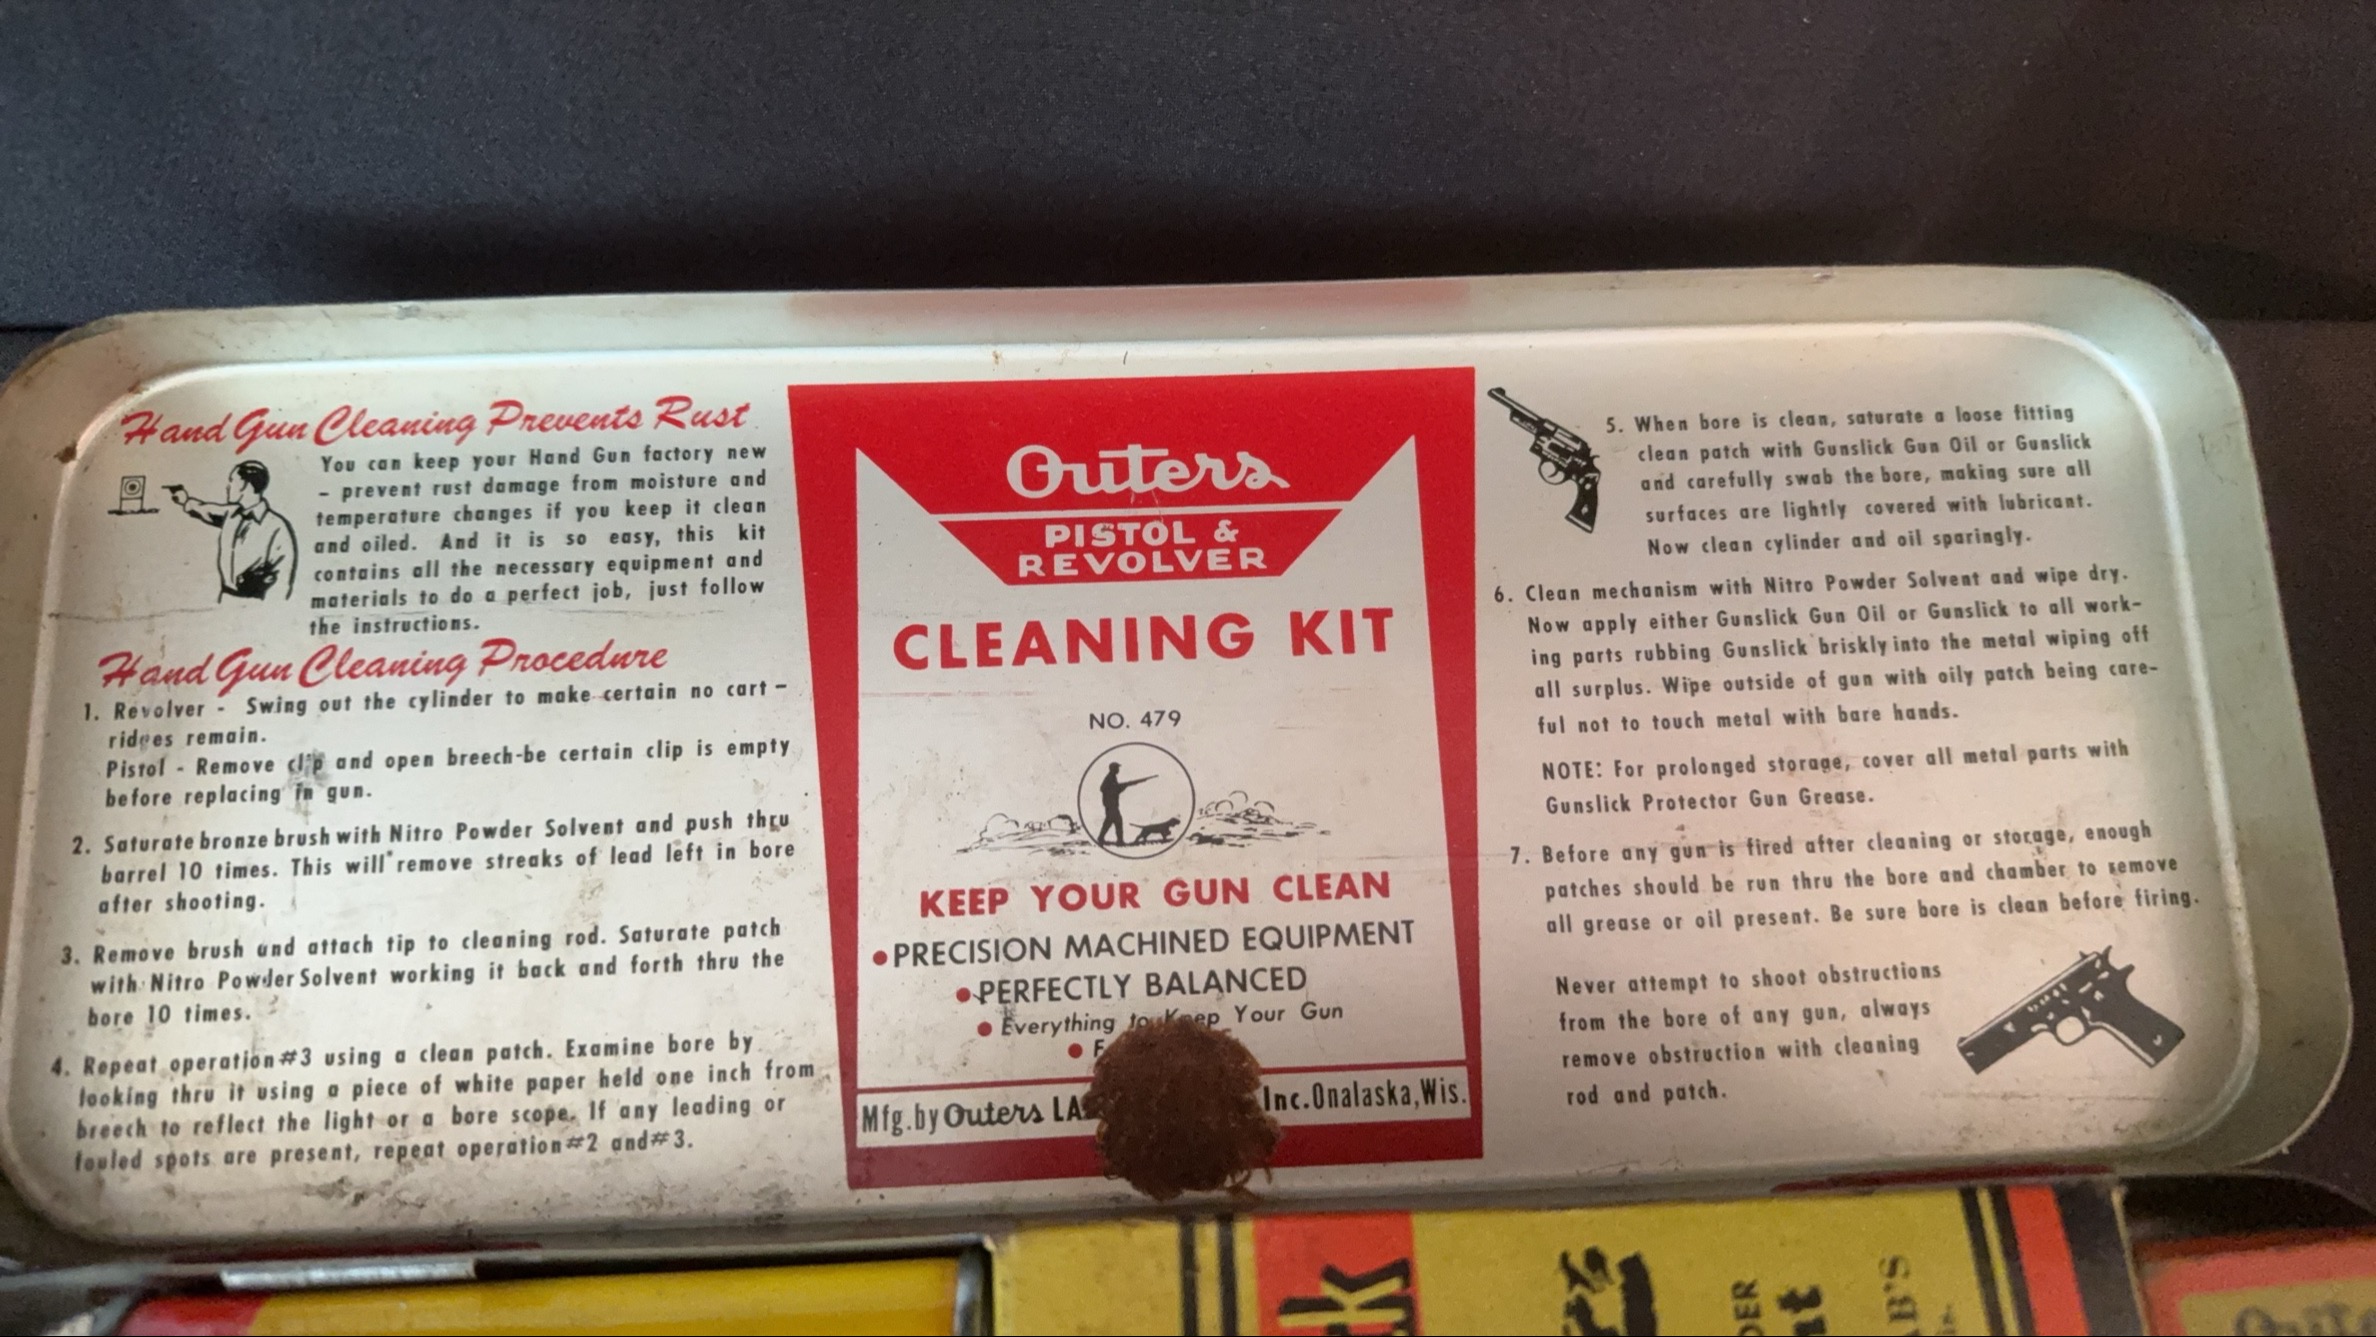 Hand Gun Cleaning Prevents Rust
You can keep your Hand Gun factory new
- prevent rust damage from moisture and
temperature changes if you keep it clean
and oiled. And it is so easy, this kit
contains all the necessary equipment and
materials to do a perfect job, just follow
the instructions.
Hand Gun Cleaning Procedure
1. Revolver - Swing out the cylinder to make certain no cart-
ridges remain.
Pistol - Remove clip and open breech-be certain clip is empty
before replacing in gun.
2. Saturate bronze brush with Nitro Powder Solvent and push thru
barrel 10 times. This will remove streaks of lead left in bore
after shooting.
3. Remove brush and attach tip to cleaning rod. Saturate patch
with Nitro Powder Solvent working it back and forth thru the
bore 10 times.
4. Repeat operation #3 using a clean patch. Examine bore by
looking thru it using a piece of white paper held one inch from
breech to reflect the light or a bore scope. If any leading or
fouled spots are present, repeat operation #2 and #3.
Outers
PISTOL &
REVOLVER
CLEANING KIT
NO. 479
KEEP YOUR GUN CLEAN
•PRECISION MACHINED EQUIPMENT
•PERFECTLY BALANCED
•Everything to Keep Your Gun
•
Mfg. by Outers Inc. Onalaska, Wis.
5. When bore is clean, saturate a loose fitting
clean patch with Gunslick Gun Oil or Gunslick
and carefully swab the bore, making sure all
surfaces are lightly covered with lubricant.
Now clean cylinder and oil sparingly.
6. Clean mechanism with Nitro Powder Solvent and wipe dry.
Now apply either Gunslick Gun Oil or Gunslick to all work-
ing parts rubbing Gunslick briskly into the metal wiping off
all surplus. Wipe outside of gun with oily patch being care-
ful not to touch metal with bare hands.
NOTE: For prolonged storage, cover all metal parts with
Gunslick Protector Gun Grease.
7. Before any gun is fired after cleaning or storage, enough
patches should be run thru the bore and chamber to remove
all grease or oil present. Be sure bore is clean before firing.
Never attempt to shoot obstructions
from the bore of any gun, always
remove obstruction with cleaning
rod and patch.